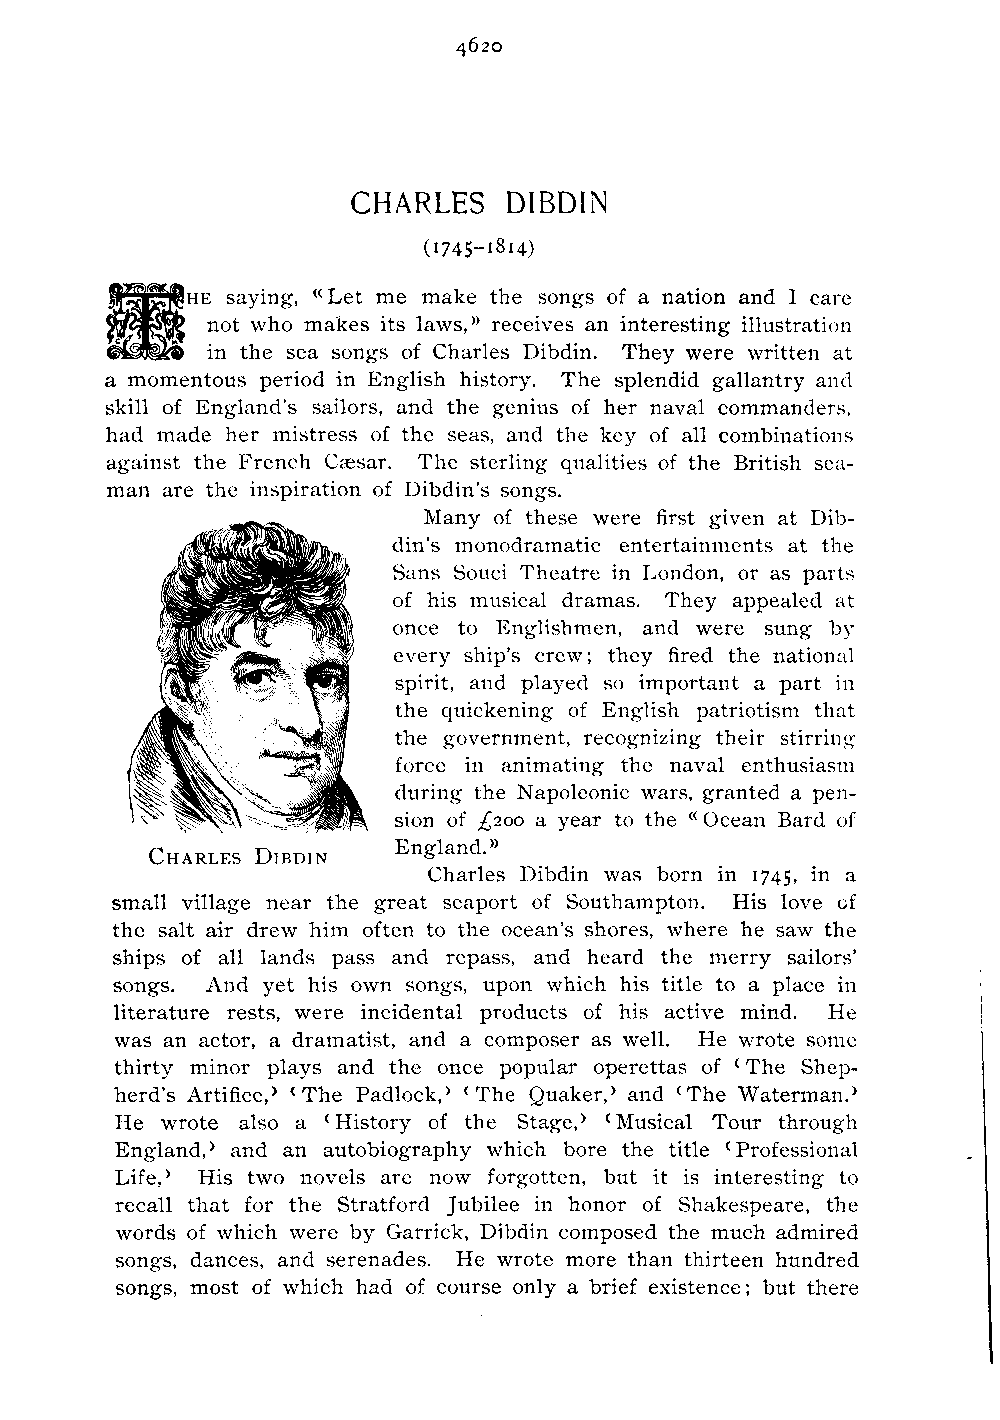 4620
CHARLES DIBDIN
(1745–1814)
THE saying, “Let me make the songs of a nation and I care
not who makes its laws,” receives an interesting illustration
in the sea songs of Charles Dibdin. They were written at
a momentous period in English history. The splendid gallantry and
skill of England's sailors, and the genius of her naval commanders,
had made her mistress of the seas, and the key of all combinations
against the French Cæsar. The sterling qualities of the British sea-
man are the inspiration of Dibdin's songs.
Many of these were first given at Dib-
din's monodramatic entertainments at the
Sans Souci Theatre in London, or as parts
of his musical dramas. They appealed at
once to Englishmen, and were sung by
every ship's crew; they fired the national
spirit, and played so important a part in
the quickening of English patriotism that
the government, recognizing their stirring
force in animating the naval enthusiasm
during the Napoleonic wars, granted a pen-
sion of £200 a year to the “Ocean Bard of
England.”
CHARLES DIBDIN
Charles Dibdin was born in 1745, in a
small village near the great seaport of Southampton. His love of
the salt air drew him often to the ocean's shores, where he saw the
ships of all lands pass and repass, and heard the merry sailors'
songs. And yet his own songs, upon which his title to a place in
literature rests, were incidental products of his active mind. He
was an actor, a dramatist, and a composer as well. He wrote some
thirty minor plays and the once popular operettas of ‘The Shep-
herd's Artifice,’ ‘The Padlock,’ ‘The Quaker,’ and ‘The Waterman.’
He wrote also a ‘History of the Stage,’ ‘Musical Tour through
England,’ and an autobiography which bore the title ‘Professional
Life.’ His two novels are now forgotten, but it is interesting to
recall that for the Stratford Jubilee in honor of Shakespeare, the
words of which were by Garrick, Dibdin composed the much admired
songs, dances, and serenades. He wrote more than thirteen hundred
songs, most of which had of course only a brief existence; but there